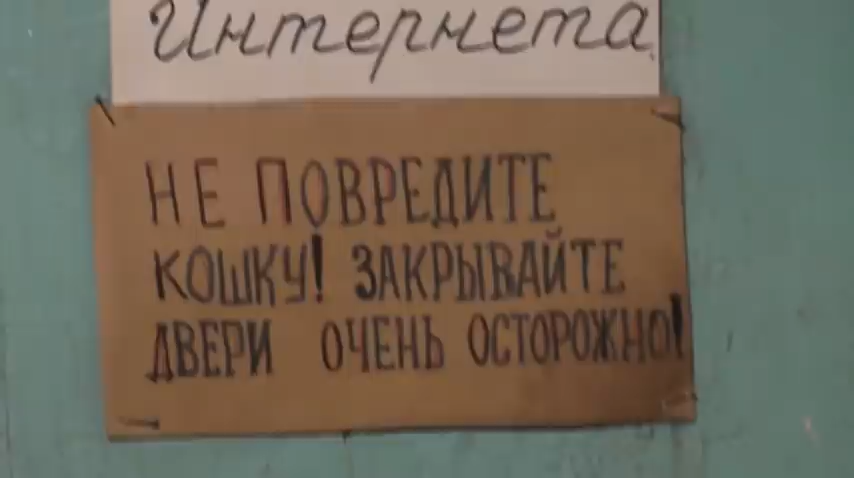 Интернета
НЕ ПОВРЕДИТЕ
КОШКУ! ЗАКРЫВАЙТЕ
ДВЕРИ ОЧЕНЬ ОСТОРОЖНО!